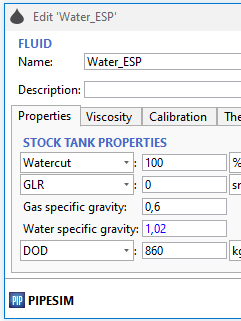 Edit 'Water_ESP'
FLUID
Name: Water_ESP
Description:
Properties Viscosity Calibration The
STOCK TANK PROPERTIES
Watercut : 100 %
GLR : 0 sm
Gas specific gravity: 0,6
Water specific gravity: 1,02
DOD : 860 kg
PIP PIPESIM